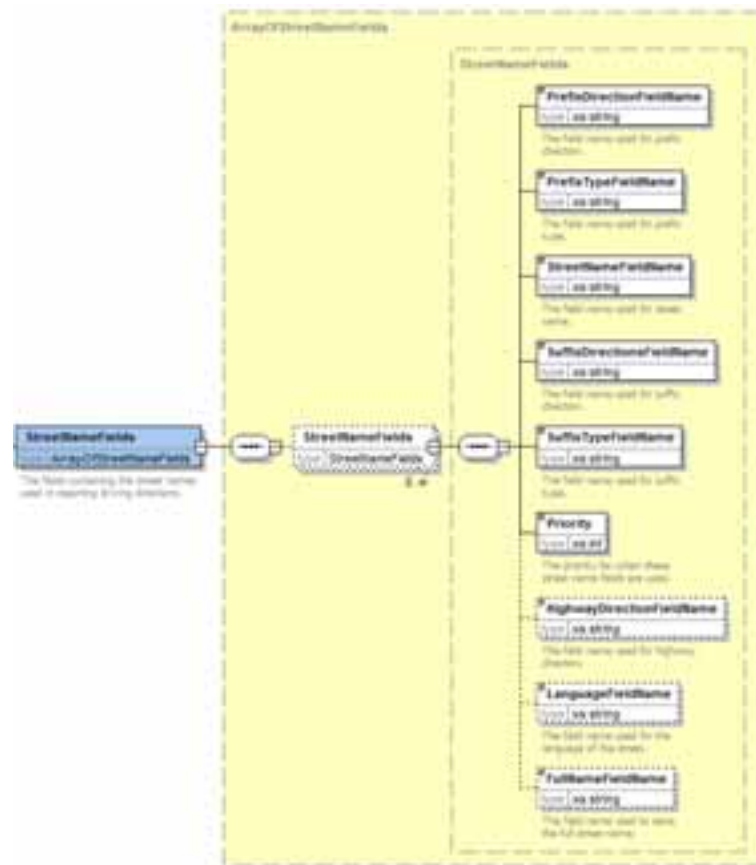 ArrayOfStreetNameFields
StreetNameFields
PrefixDirectionFieldName
type xs:string
The field name used for prefix
direction.
PrefixTypeFieldName
type xs:string
The field name used for prefix
type.
StreetNameFieldName
type xs:string
The field name used for street
name.
SuffixDirectionFieldName
type xs:string
The field name used for suffix
direction.
StreetNameFields
ArrayOfStreetNameFields
The fields containing the street names
used in reporting driving directions.
StreetNameFields
type StreetNameFields
SuffixTypeFieldName
type xs:string
The field name used for suffix
type.
Priority
type xs:int
The priority for when these
street name fields are used.
HighwayDirectionFieldName
type xs:string
The field name used for highway
direction.
LanguageFieldName
type xs:string
The field name used for the
language of the street.
FullNameFieldName
type xs:string
The field name used to store
the full street name.